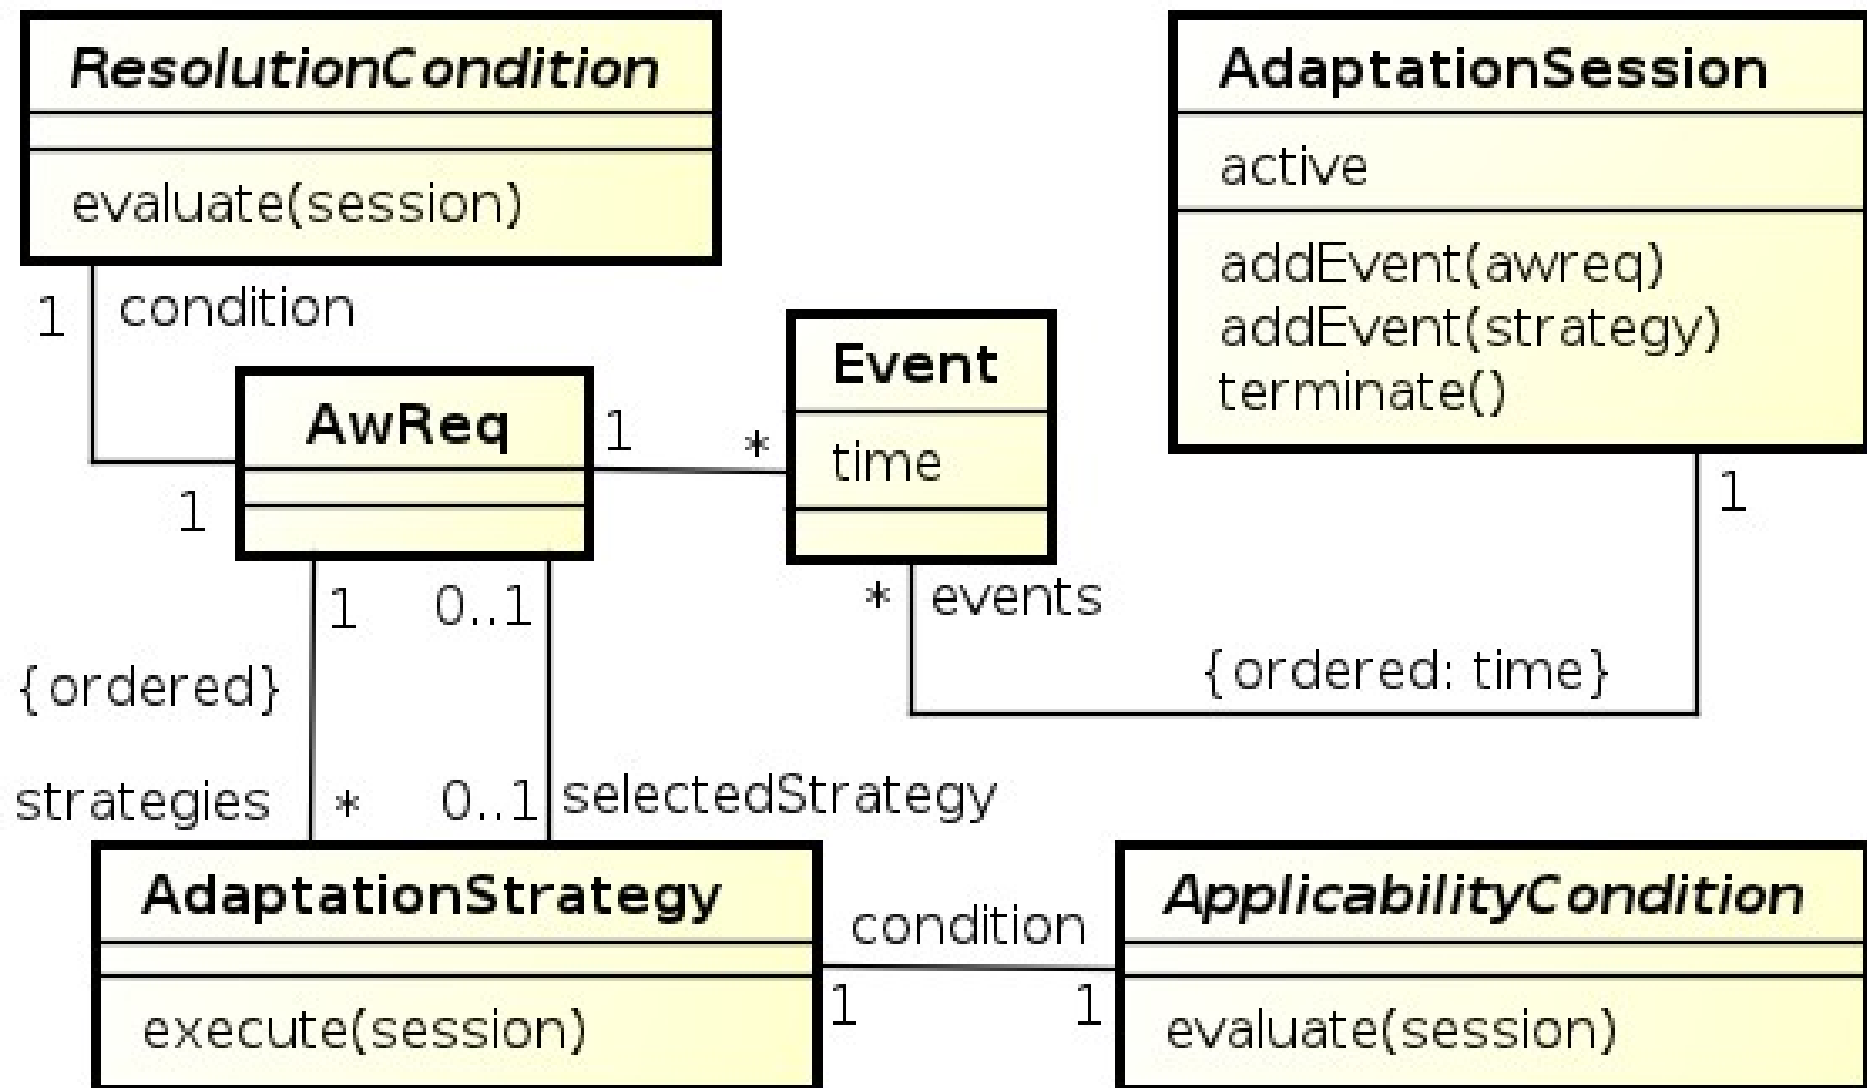 ResolutionCondition
evaluate(session)
AdaptationSession
active
addEvent(awreq)
addEvent(strategy)
terminate()
1
condition
Event
time
AwReq
1
*
1
1
1
0..1
* events
{ordered}
{ordered: time}
strategies
*
0..1
selectedStrategy
AdaptationStrategy
execute(session)
condition
1
1
ApplicabilityCondition
evaluate(session)